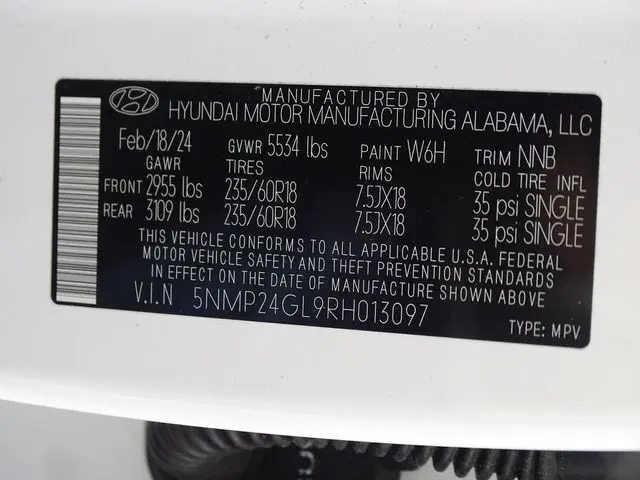 MANUFACTURED BY
HYUNDAI MOTOR MANUFACTURING ALABAMA, LLC
Feb/18/24 GVWR 5534 lbs PAINT W6H TRIM NNB
GAWR TIRES RIMS COLD TIRE INFL
FRONT 2955 lbs 235/60R18 7.5JX18 35 psi SINGLE
REAR 3109 lbs 235/60R18 7.5JX18 35 psi SINGLE
THIS VEHICLE CONFORMS TO ALL APPLICABLE U.S.A. FEDERAL
MOTOR VEHICLE SAFETY AND THEFT PREVENTION STANDARDS
IN EFFECT ON THE DATE OF MANUFACTURE SHOWN ABOVE
V.I.N 5NMP24GL9RH013097
TYPE: MPV